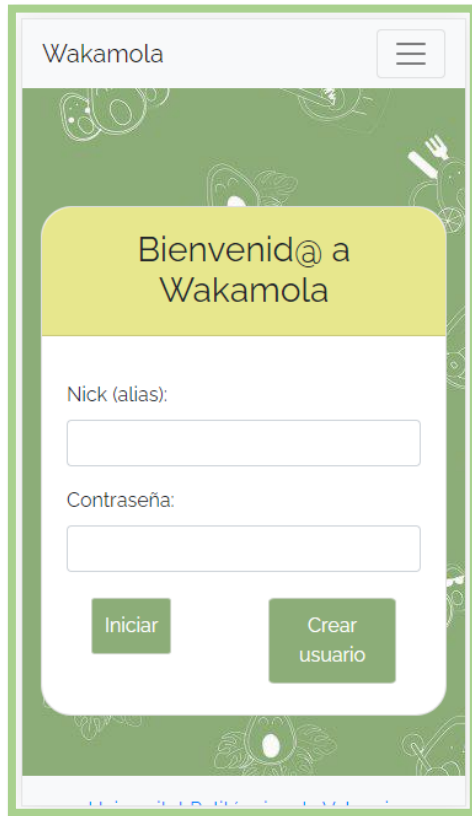 Wakamola
Bienvenid@ a
Wakamola
Nick (alias):
Contraseña:
Iniciar
Crear
usuario